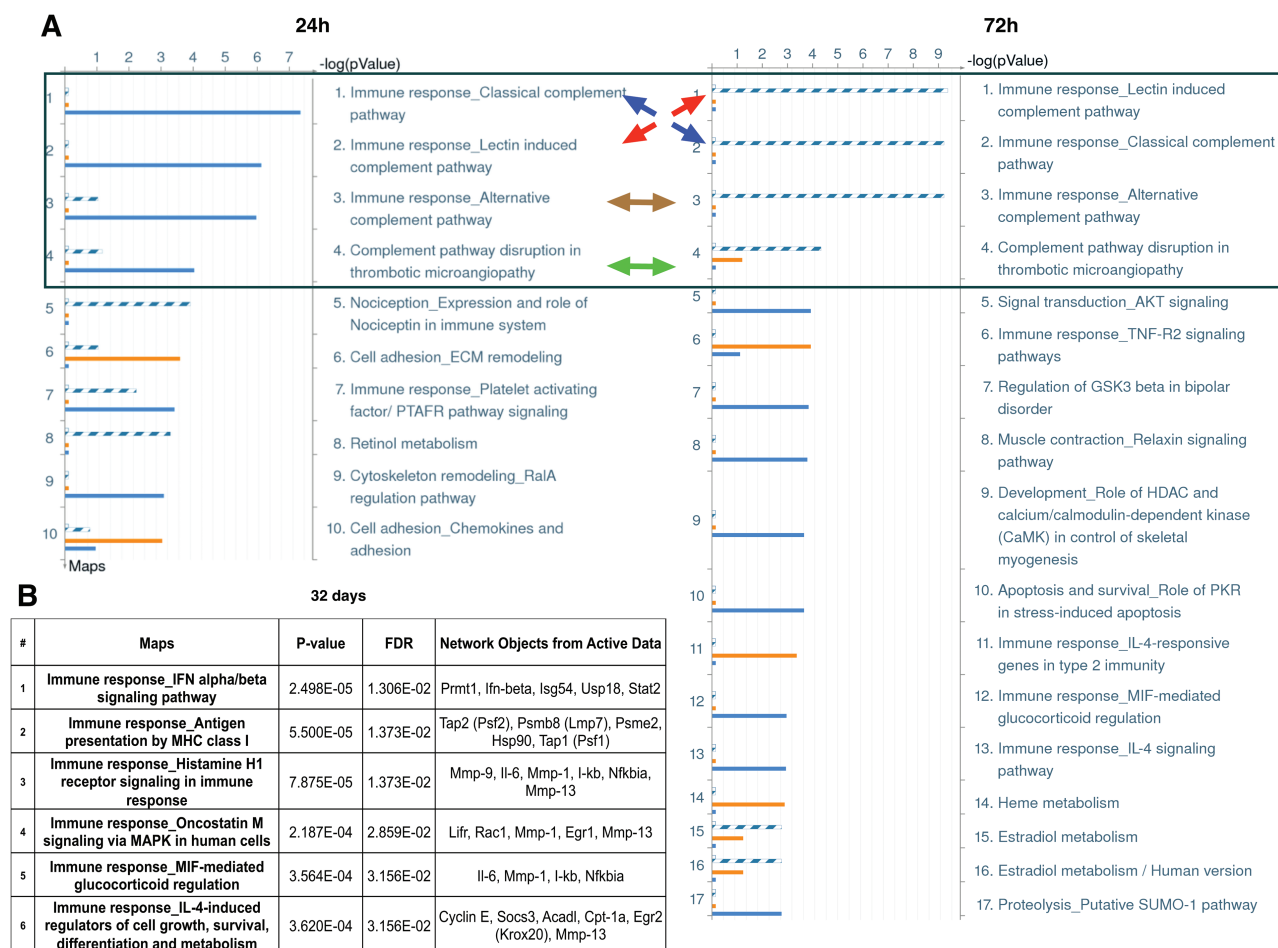 A
24h
72h
1 2 3 4 5 6 7
-log(pValue)
1
2
3
4
5
6
7
8
9
10
Maps
1. Immune response_Classical complement
pathway
2. Immune response_Lectin induced
complement pathway
3. Immune response_Alternative
complement pathway
4. Complement pathway disruption in
thrombotic microangiopathy
5. Nociception_Expression and role of
Nociceptin in immune system
6. Cell adhesion_ECM remodeling
7. Immune response_Platelet activating
factor/ PTAFR pathway signaling
8. Retinol metabolism
9. Cytoskeleton remodeling_RalA
regulation pathway
10. Cell adhesion_Chemokines and
adhesion
1 2 3 4 5 6 7 8 9
-log(pValue)
1
2
3
4
5
6
7
8
9
10
11
12
13
14
15
16
17
1. Immune response_Lectin induced
complement pathway
2. Immune response_Classical complement
pathway
3. Immune response_Alternative
complement pathway
4. Complement pathway disruption in
thrombotic microangiopathy
5. Signal transduction_AKT signaling
6. Immune response_TNF-R2 signaling
pathways
7. Regulation of GSK3 beta in bipolar
disorder
8. Muscle contraction_Relaxin signaling
pathway
9. Development_Role of HDAC and
calcium/calmodulin-dependent kinase
(CaMK) in control of skeletal
myogenesis
10. Apoptosis and survival_Role of PKR
in stress-induced apoptosis
11. Immune response_IL-4-responsive
genes in type 2 immunity
12. Immune response_MIF-mediated
glucocorticoid regulation
13. Immune response_IL-4 signaling
pathway
14. Heme metabolism
15. Estradiol metabolism
16. Estradiol metabolism / Human version
17. Proteolysis_Putative SUMO-1 pathway
B
32 days
# Maps P-value FDR Network Objects from Active Data
1 Immune response_IFN alpha/beta
signaling pathway 2.498E-05 1.306E-02 Prmt1, Ifn-beta, Isg54, Usp18, Stat2
2 Immune response_Antigen
presentation by MHC class I 5.500E-05 1.373E-02 Tap2 (Psf2), Psmb8 (Lmp7), Psme2,
Hsp90, Tap1 (Psf1)
3 Immune response_Histamine H1
receptor signaling in immune
response 7.875E-05 1.373E-02 Mmp-9, Il-6, Mmp-1, I-kb, Nfkbia,
Mmp-13
4 Immune response_Oncostatin M
signaling via MAPK in human cells 2.187E-04 2.859E-02 Lifr, Rac1, Mmp-1, Egr1, Mmp-13
5 Immune response_MIF-mediated
glucocorticoid regulation 3.564E-04 3.156E-02 Il-6, Mmp-1, I-kb, Nfkbia
6 Immune response_IL-4-induced
regulators of cell growth, survival,
differentiation and metabolism 3.620E-04 3.156E-02 Cyclin E, Socs3, Acadl, Cpt-1a, Egr2
(Krox20), Mmp-13